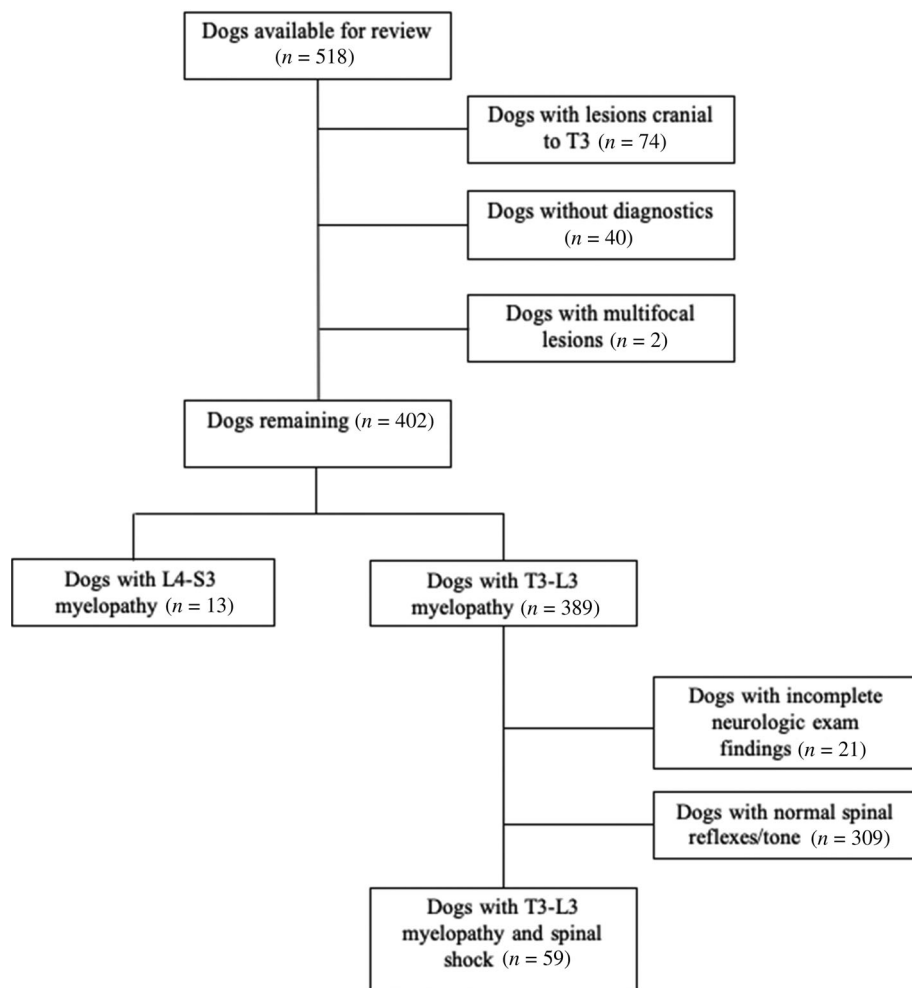 Dogs available for review
(n = 518)
Dogs with lesions cranial
to T3 (n = 74)
Dogs without diagnostics
(n = 40)
Dogs with multifocal
lesions (n = 2)
Dogs remaining (n = 402)
Dogs with L4-S3
myelopathy (n = 13)
Dogs with T3-L3
myelopathy (n = 389)
Dogs with incomplete
neurologic exam
findings (n = 21)
Dogs with normal spinal
reflexes/tone (n = 309)
Dogs with T3-L3
myelopathy and spinal
shock (n = 59)